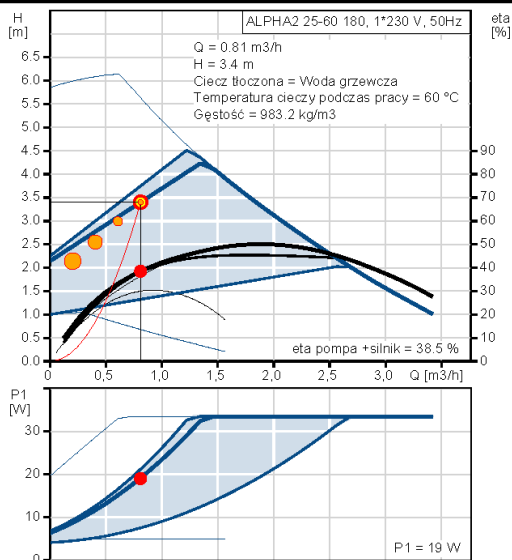 H
[m]
ALPHA2 25-60 180, 1*230 V, 50Hz
eta
[%]
Q = 0.81 m3/h
H = 3.4 m
Ciecz tłoczona = Woda grzewcza
Temperatura cieczy podczas pracy = 60 °C
Gęstość = 983.2 kg/m3
6.5
6.0
5.5
5.0
4.5
4.0
3.5
3.0
2.5
2.0
1.5
1.0
0.5
0.0
90
80
70
60
50
40
30
20
10
0
eta pompa +silnik = 38.5 %
0
0,5
1,0
1,5
2,0
2,5
3,0
Q [m3/h]
P1
[W]
30
20
10
0
P1 = 19 W